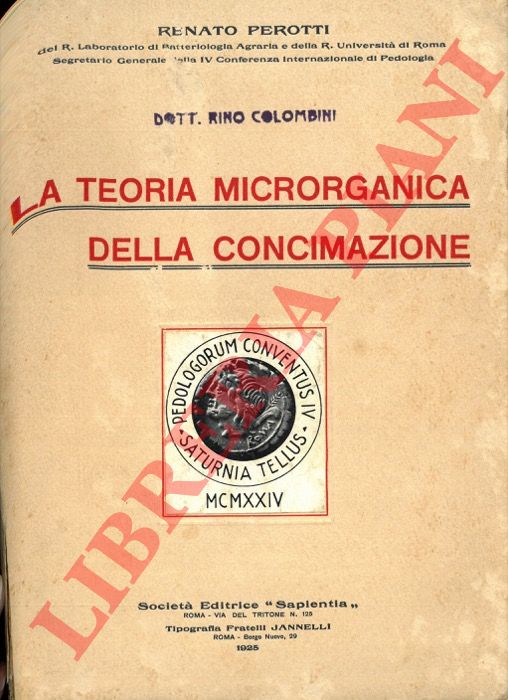 RENATO PEROTTI
del R. Laboratorio di Batteriologia Agraria e della R. Università di Roma
Segretario Generale della IV Conferenza Internazionale di Pedologia
DOTT. RINO COLOMBINI
LA TEORIA MICRORGANICA
DELLA CONCIMAZIONE
PEDOLOGORUM CONVENTUS IV
• SATURNIA TELLUS •
ROMA
MCMXXIV
Società Editrice "Sapientia„
ROMA - VIA DEL TRITONE N. 125
Tipografia Fratelli JANNELLI
ROMA - Borgo Nuovo, 29
1925
LIBRERIA PIANI